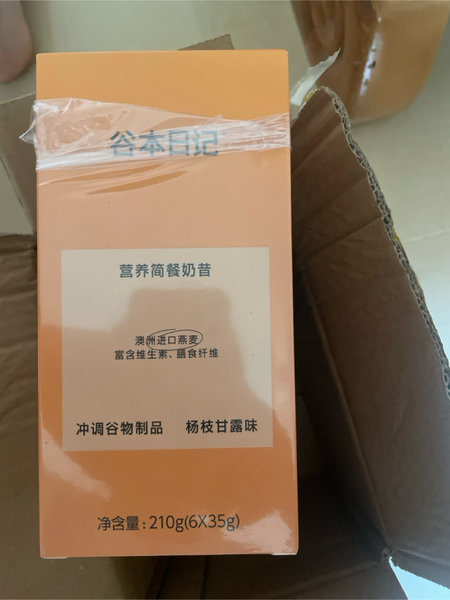 谷本日记
营养简餐奶昔
澳洲进口燕麦
富含维生素、膳食纤维
冲调谷物制品 杨枝甘露味
净含量:210g(6X35g)